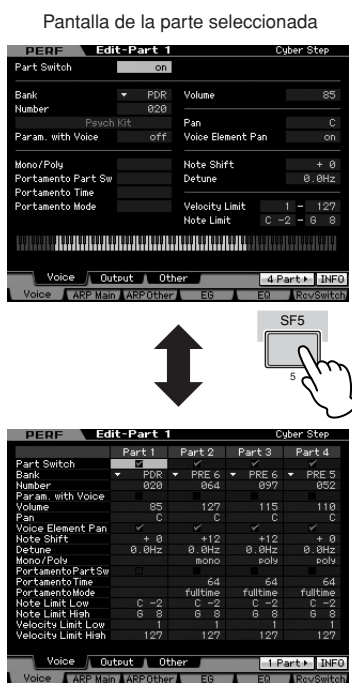 Pantalla de la parte seleccionada
PERF Edit-Part 1 Cyber Step
Part Switch on
Bank PDR Volume 85
Number 020
Psych Kit Pan C
Param. with Voice off Voice Element Pan on
Mono/Poly Note Shift + 0
Portamento Part Sw Detune 0.0Hz
Portamento Time
Portamento Mode Velocity Limit 1 - 127
Note Limit C -2 - G 8
Voice Output Other 4 Part INFO
Voice ARP Main ARP Other EG EQ RcvSwitch
SF5
5
PERF Edit-Part 1 Cyber Step
Part 1 Part 2 Part 3 Part 4
Part Switch
Bank PDR PRE 6 PRE 6 PRE 5
Number 020 064 097 052
Param. with Voice
Volume 85 127 115 110
Pan C C C C
Voice Element Pan
Note Shift + 0 +12 +12 + 0
Detune 0.0Hz 0.0Hz 0.0Hz 0.0Hz
Mono/Poly mono poly poly
PortamentoPartSw
PortamentoTime 64 64 64
PortamentoMode fulltime fulltime fulltime
Note Limit Low C -2 C -2 C -2 C -2
Note Limit High G 8 G 8 G 8 G 8
Velocity Limit Low 1 1 1 1
Velocity Limit High 127 127 127 127
Voice Output Other 1 Part INFO
Voice ARP Main ARP Other EG EQ RcvSwitch